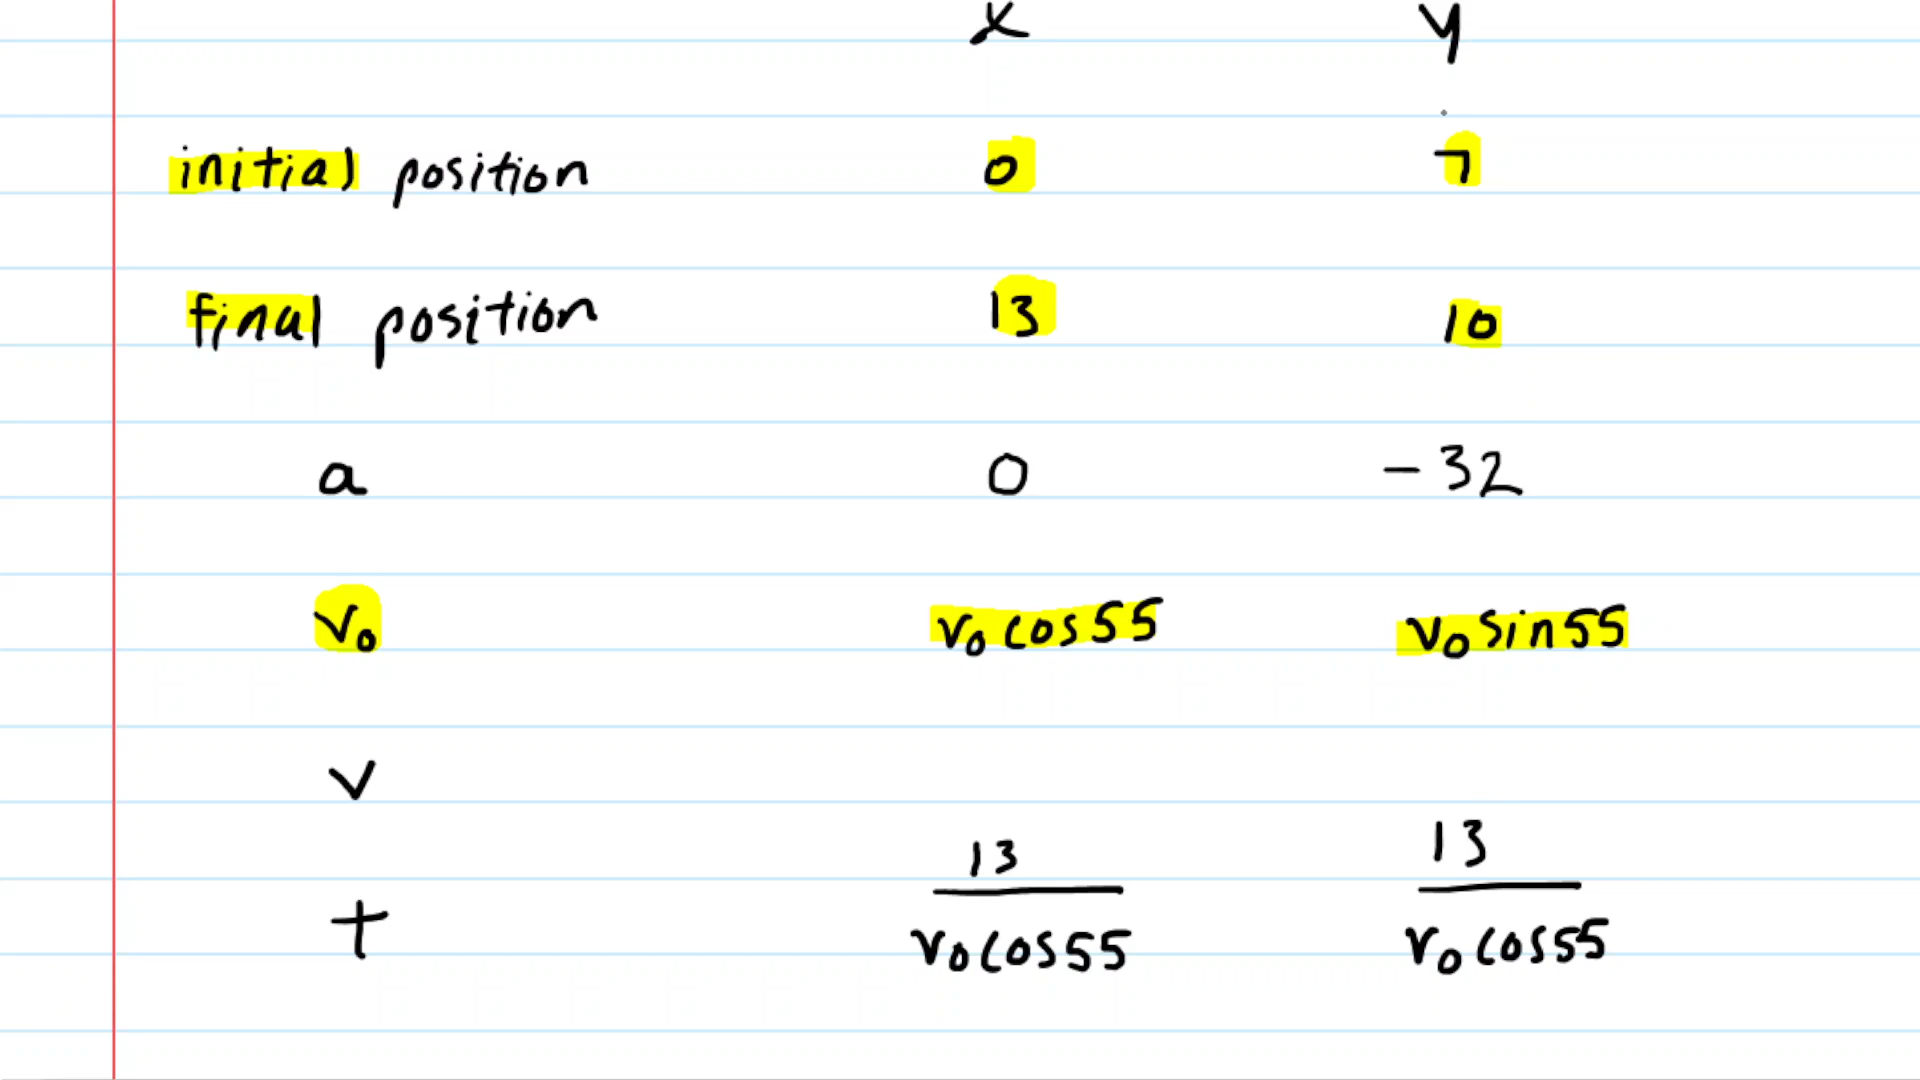 x y
initial position 0 7
final position 13 10
a 0 -32
v₀ v₀cos55 v₀sin55
v
t 13/v₀cos55 13/v₀cos55